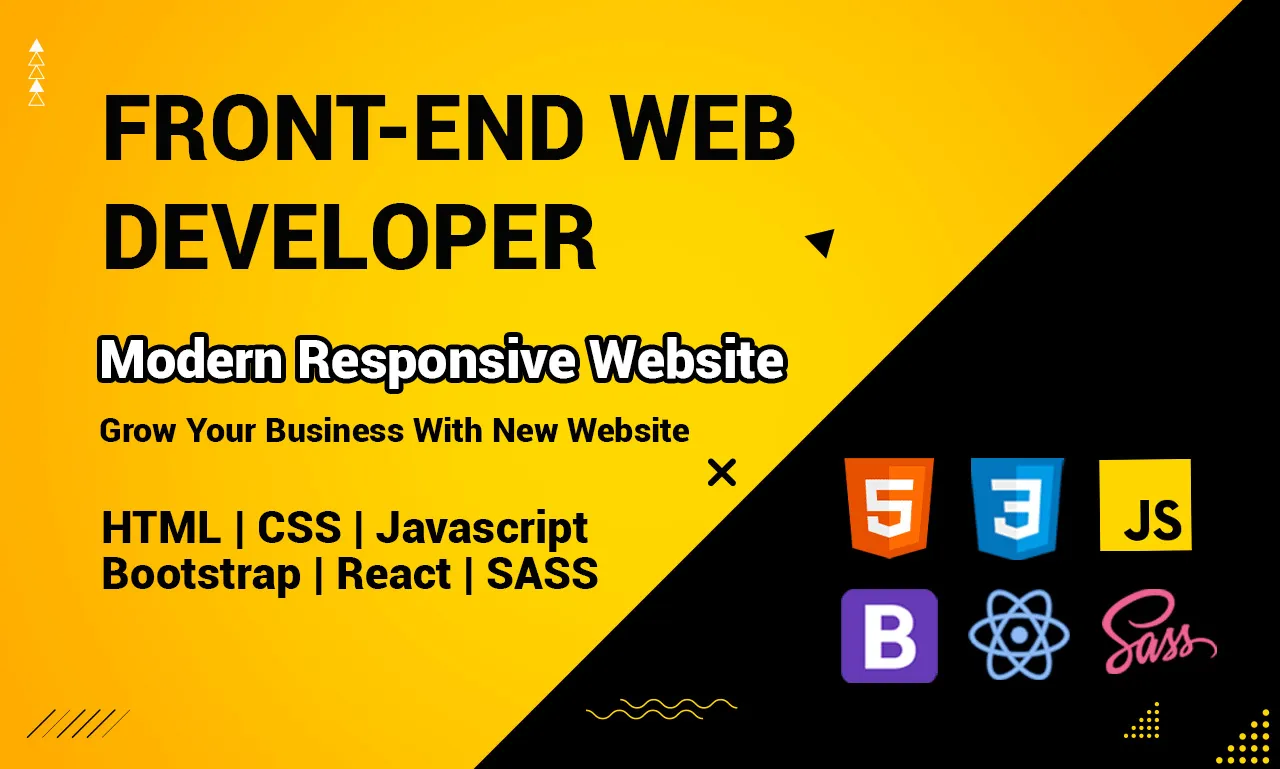 FRONT-END WEB
DEVELOPER
Modern Responsive Website
Grow Your Business With New Website
HTML | CSS | Javascript
Bootstrap | React | SASS
5 3 JS
B Sass